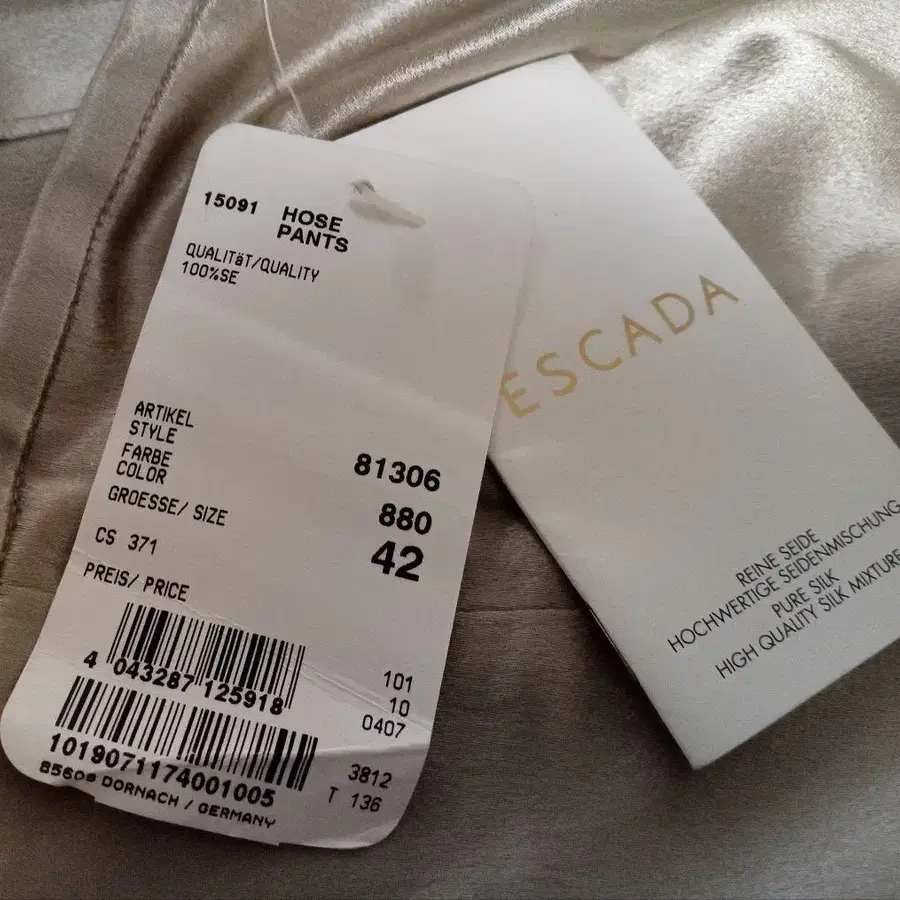 15091 HOSE
PANTS
QUALITäT/QUALITY
100%SE
ARTIKEL
STYLE
81306
FARBE
COLOR
880
GROESSE/ SIZE
42
CS 371
PREIS/ PRICE
4 043287 125918
101
10
0407
1019071174001005
3812
T 136
85609 DORNACH / GERMANY
ESCADA
REINE SEIDE
HOCHWERTIGE SEIDENMISCHUNG
PURE SILK
HIGH QUALITY SILK MIXTURE